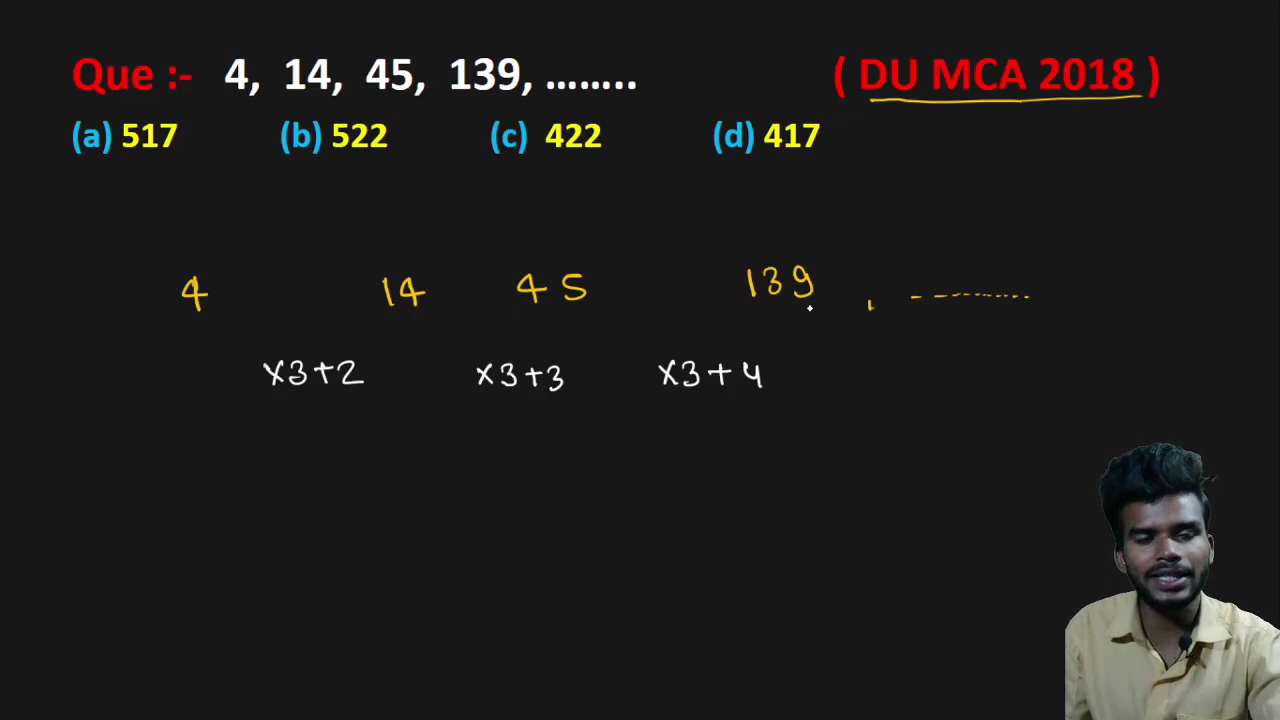 Que :- 4, 14, 45, 139, ........ ( DU MCA 2018 )
(a) 517 (b) 522 (c) 422 (d) 417
4 14 45 139 , ----------
x3+2 x3+3 x3+4